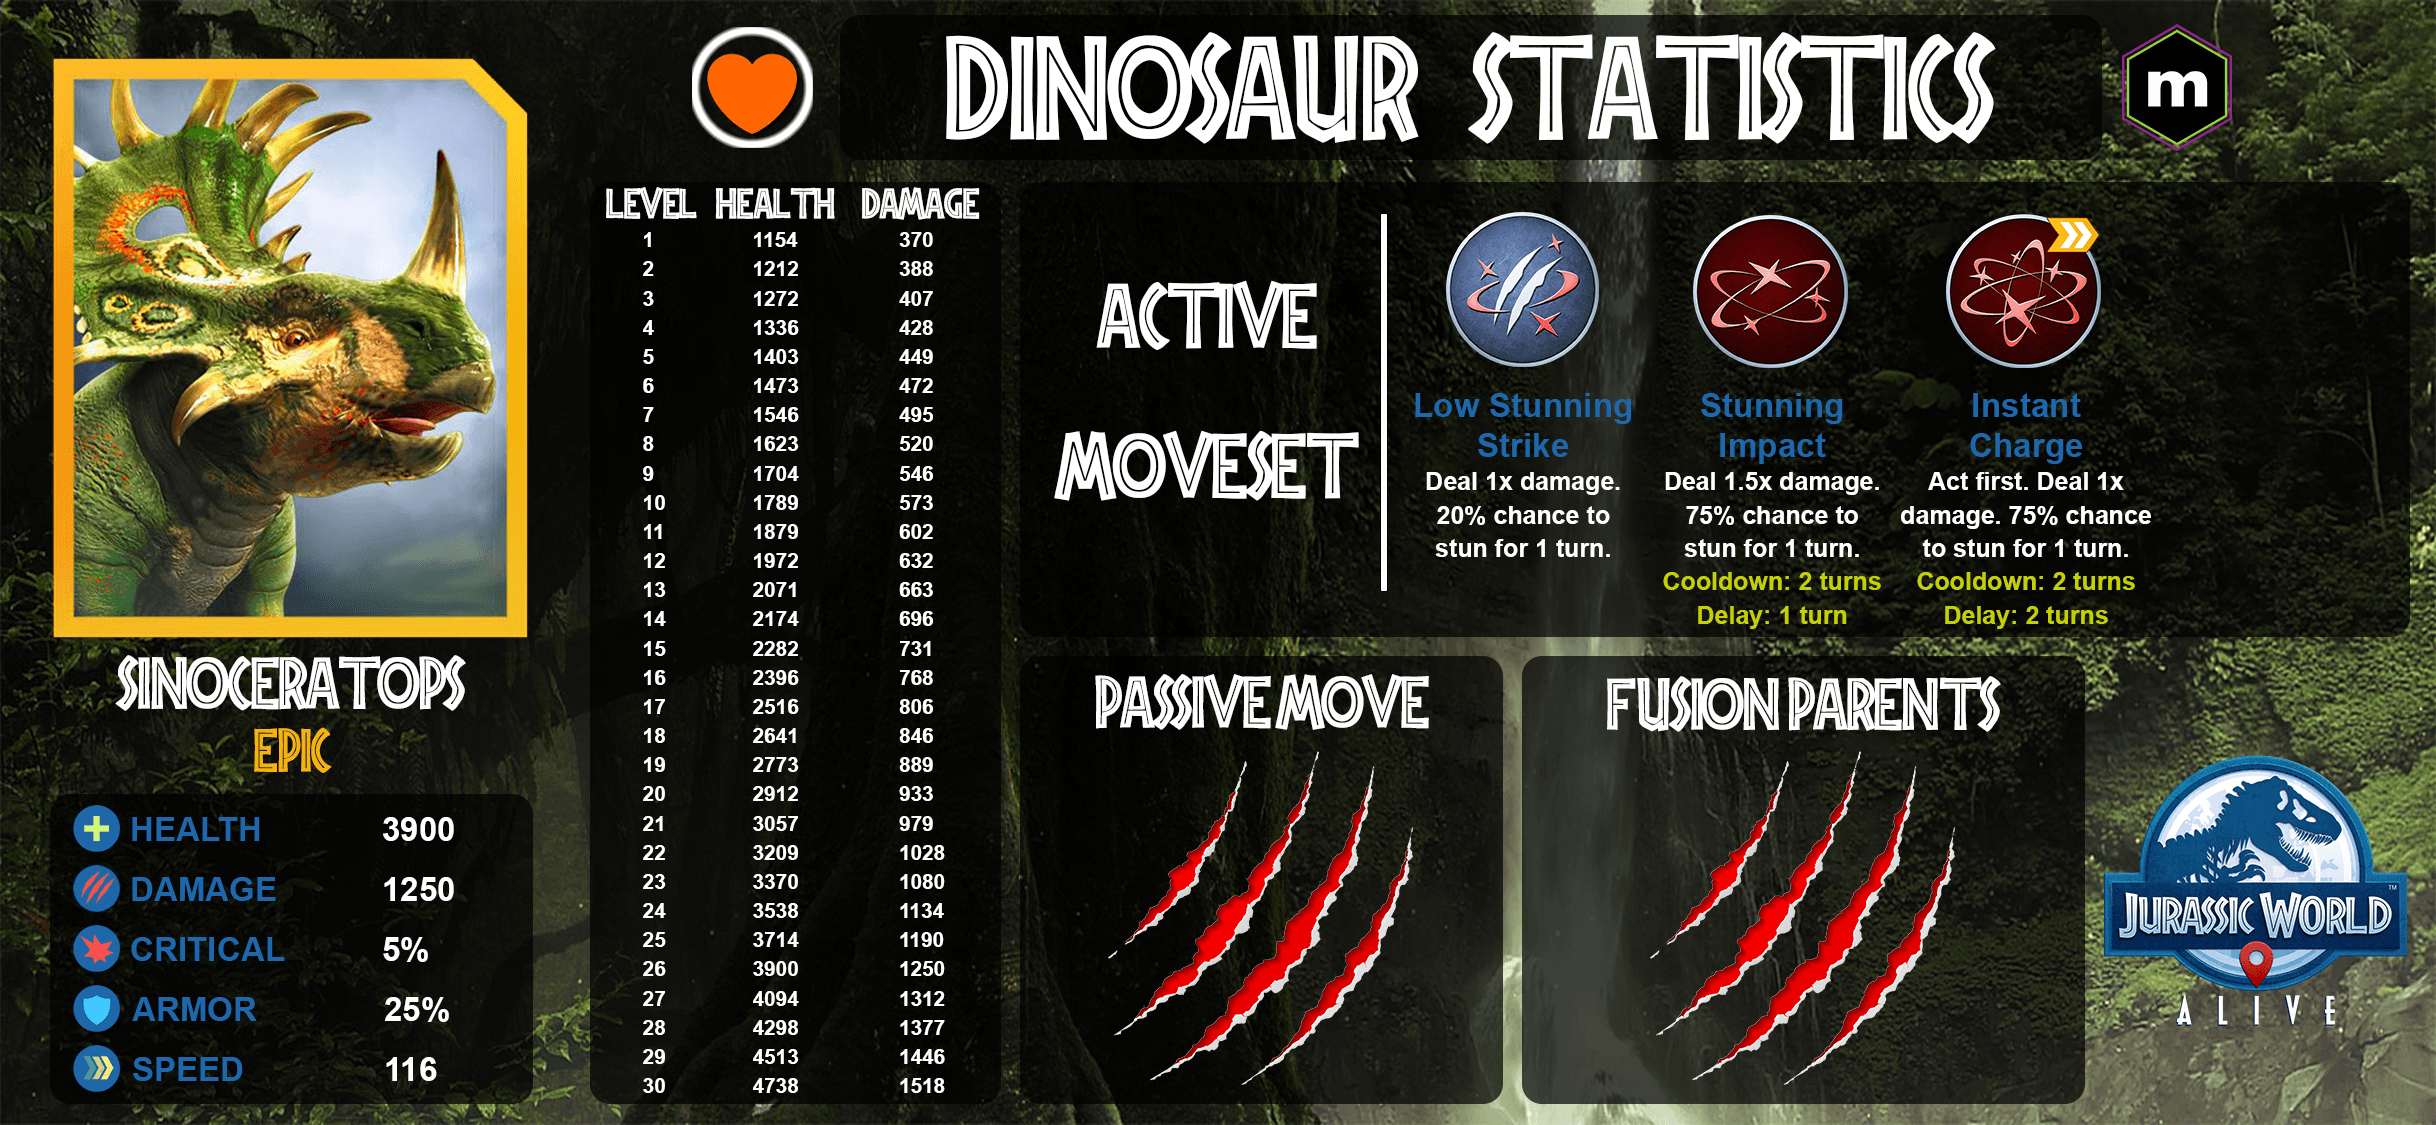 DINOSAUR STATISTICS
m
SINOCERATOPS
EPIC
HEALTH 3900
DAMAGE 1250
CRITICAL 5%
ARMOR 25%
SPEED 116
LEVEL HEALTH DAMAGE
1 1154 370
2 1212 388
3 1272 407
4 1336 428
5 1403 449
6 1473 472
7 1546 495
8 1623 520
9 1704 546
10 1789 573
11 1879 602
12 1972 632
13 2071 663
14 2174 696
15 2282 731
16 2396 768
17 2516 806
18 2641 846
19 2773 889
20 2912 933
21 3057 979
22 3209 1028
23 3370 1080
24 3538 1134
25 3714 1190
26 3900 1250
27 4094 1312
28 4298 1377
29 4513 1446
30 4738 1518
ACTIVE
MOVESET
Low Stunning
Strike
Deal 1x damage.
20% chance to
stun for 1 turn.
Stunning
Impact
Deal 1.5x damage.
75% chance to
stun for 1 turn.
Cooldown: 2 turns
Delay: 1 turn
Instant
Charge
Act first. Deal 1x
damage. 75% chance
to stun for 1 turn.
Cooldown: 2 turns
Delay: 2 turns
PASSIVE MOVE
FUSION PARENTS
JURASSIC WORLD™
ALIVE